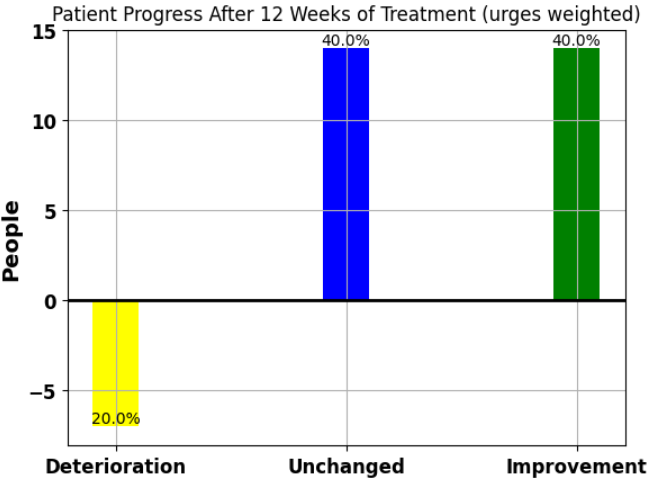 Patient Progress After 12 Weeks of Treatment (urges weighted)
15
40.0%
40.0%
10
5
People
0
−5
20.0%
Deterioration
Unchanged
Improvement